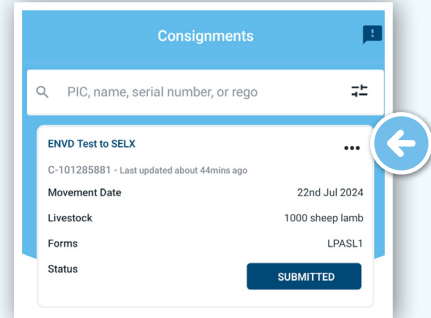 Consignments
PIC, name, serial number, or rego
ENVD Test to SELX
C-101285881 - Last updated about 44mins ago
Movement Date 22nd Jul 2024
Livestock 1000 sheep lamb
Forms LPASL1
Status SUBMITTED